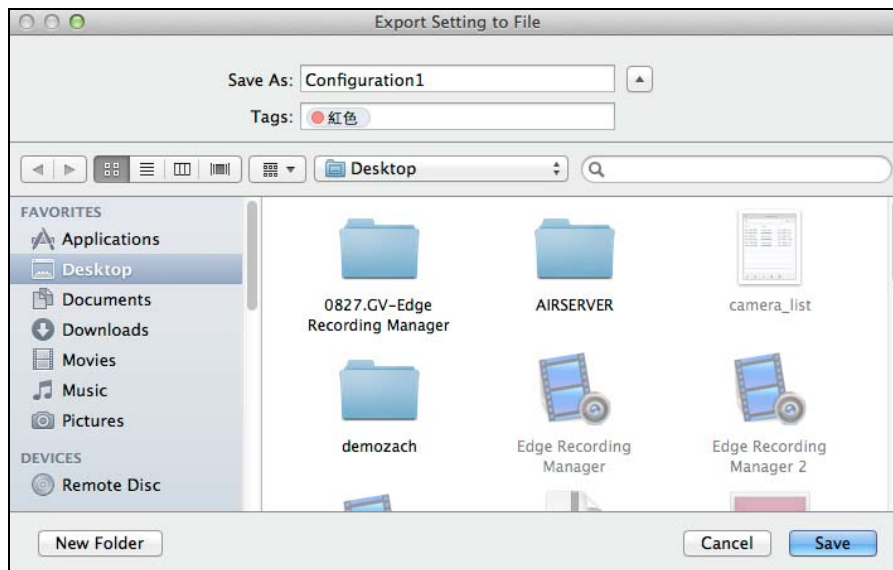 Export Setting to File
Save As: Configuration1
Tags: 紅色
Desktop
FAVORITES
Applications
Desktop
Documents
Downloads
Movies
Music
Pictures
DEVICES
Remote Disc
0827.GV-Edge
Recording Manager
AIRSERVER
camera_list
demozach
Edge Recording
Manager
Edge Recording
Manager 2
New Folder
Cancel
Save